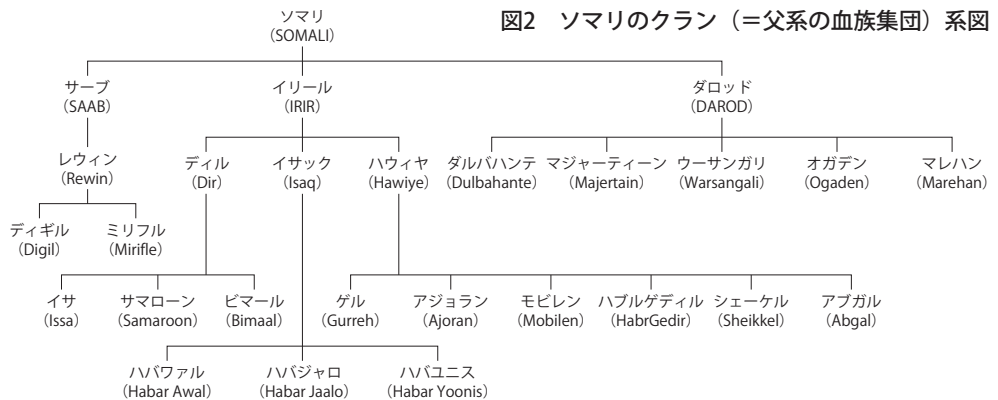 図2 ソマリのクラン（＝父系の血族集団）系図
ソマリ
(SOMALI)
サーブ
(SAAB)
イリール
(IRIR)
ダロッド
(DAROD)
レウィン
(Rewin)
ディル
(Dir)
イサック
(Isaq)
ハウィヤ
(Hawiye)
ダルバハンテ
(Dulbahante)
マジャーティーン
(Majertain)
ウーサンガリ
(Warsangali)
オガデン
(Ogaden)
マレハン
(Marehan)
ディギル
(Digil)
ミリフル
(Mirifle)
イサ
(Issa)
サマローン
(Samaroon)
ビマール
(Bimaal)
ゲル
(Gurreh)
アジョラン
(Ajoran)
モビレン
(Mobilen)
ハブルゲディル
(HabrGedir)
シェーケル
(Sheikkel)
アブガル
(Abgal)
ハバワァル
(Habar Awal)
ハバジャロ
(Habar Jaalo)
ハバユニス
(Habar Yoonis)